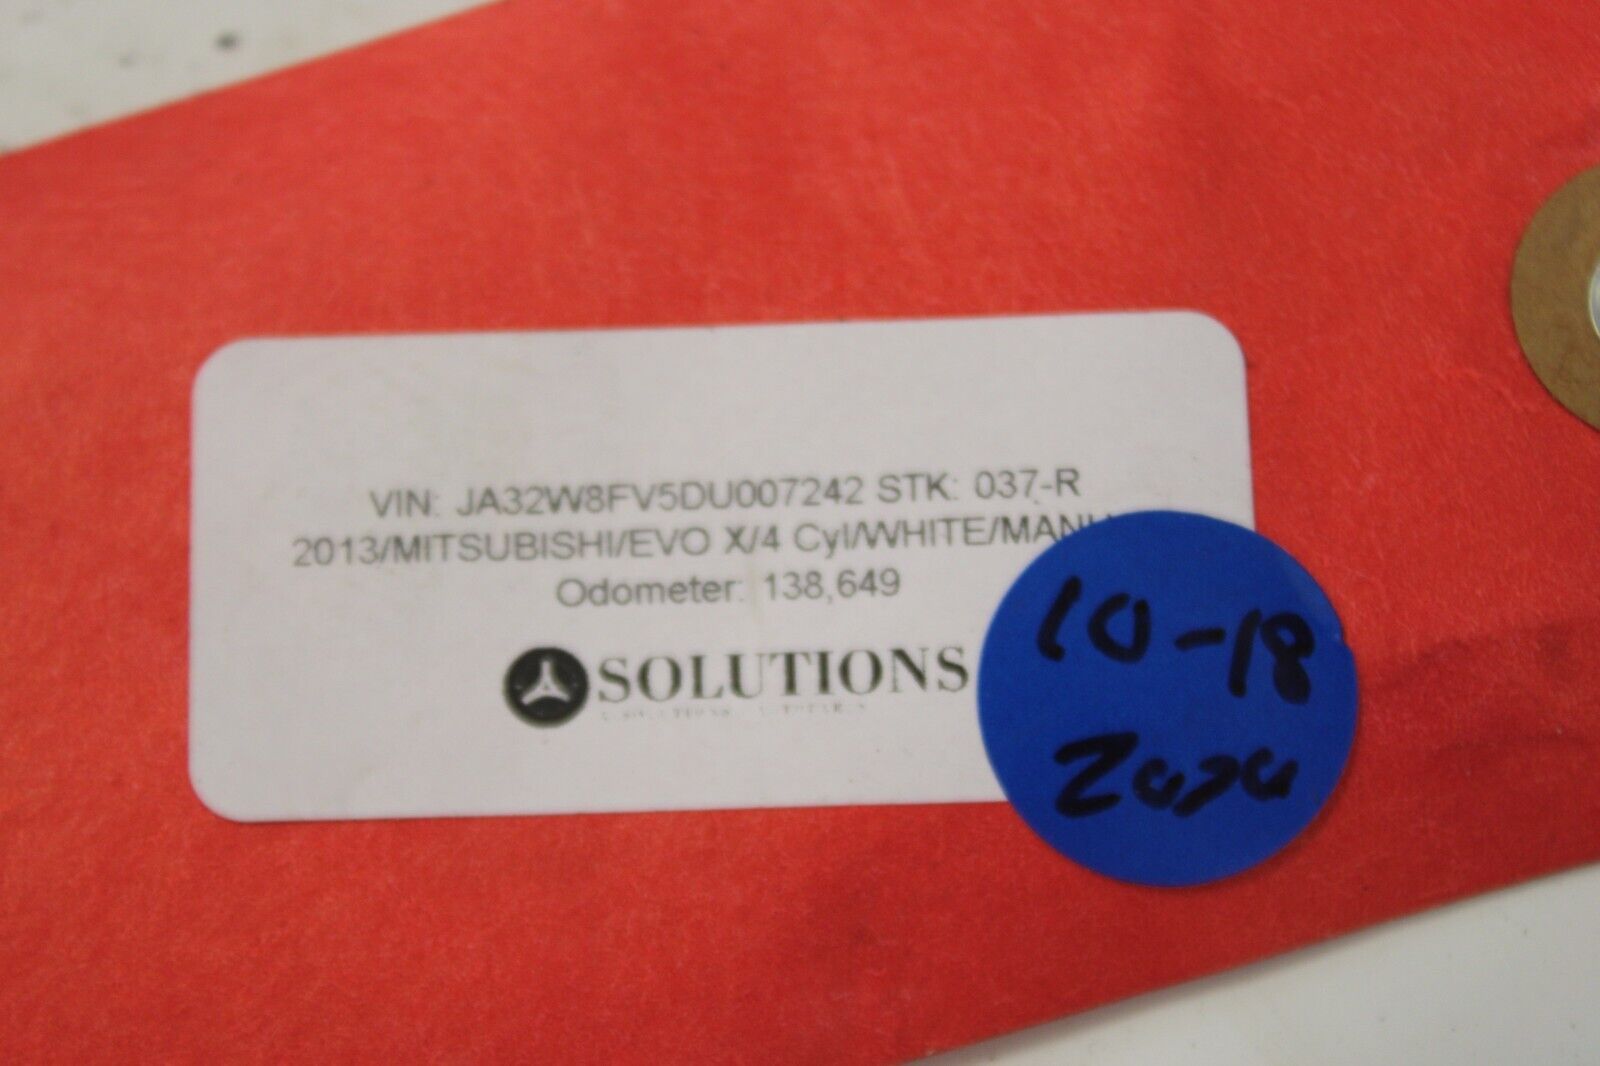 VIN: JA32W8FV5DU007242 STK: 037-R
2013/MITSUBISHI/EVO X/4 Cyl/WHITE/MANU
Odometer: 138,649
SOLUTIONS
10-18
2020